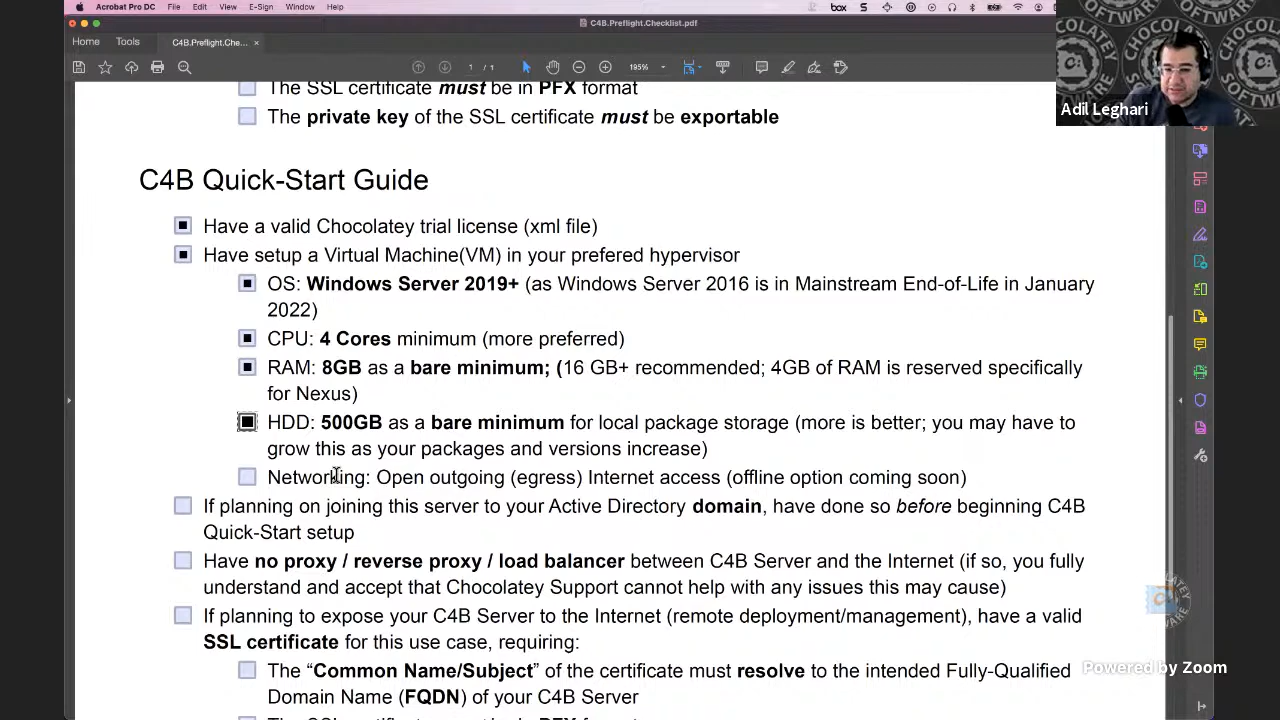 Acrobat Pro DC File Edit View E-Sign Window Help
box
C4B.Preflight.Checklist.pdf
Home Tools C4B.Preflight.Che... ×
1 / 1
195%
CHOCOLATEY SOFTWARE
Adil Leghari
The SSL certificate must be in PFX format
The private key of the SSL certificate must be exportable
C4B Quick-Start Guide
Have a valid Chocolatey trial license (xml file)
Have setup a Virtual Machine(VM) in your prefered hypervisor
OS: Windows Server 2019+ (as Windows Server 2016 is in Mainstream End-of-Life in January
2022)
CPU: 4 Cores minimum (more preferred)
RAM: 8GB as a bare minimum; (16 GB+ recommended; 4GB of RAM is reserved specifically
for Nexus)
HDD: 500GB as a bare minimum for local package storage (more is better; you may have to
grow this as your packages and versions increase)
Networking: Open outgoing (egress) Internet access (offline option coming soon)
If planning on joining this server to your Active Directory domain, have done so before beginning C4B
Quick-Start setup
Have no proxy / reverse proxy / load balancer between C4B Server and the Internet (if so, you fully
understand and accept that Chocolatey Support cannot help with any issues this may cause)
If planning to expose your C4B Server to the Internet (remote deployment/management), have a valid
SSL certificate for this use case, requiring:
The “Common Name/Subject” of the certificate must resolve to the intended Fully-Qualified
Domain Name (FQDN) of your C4B Server
Powered by Zoom